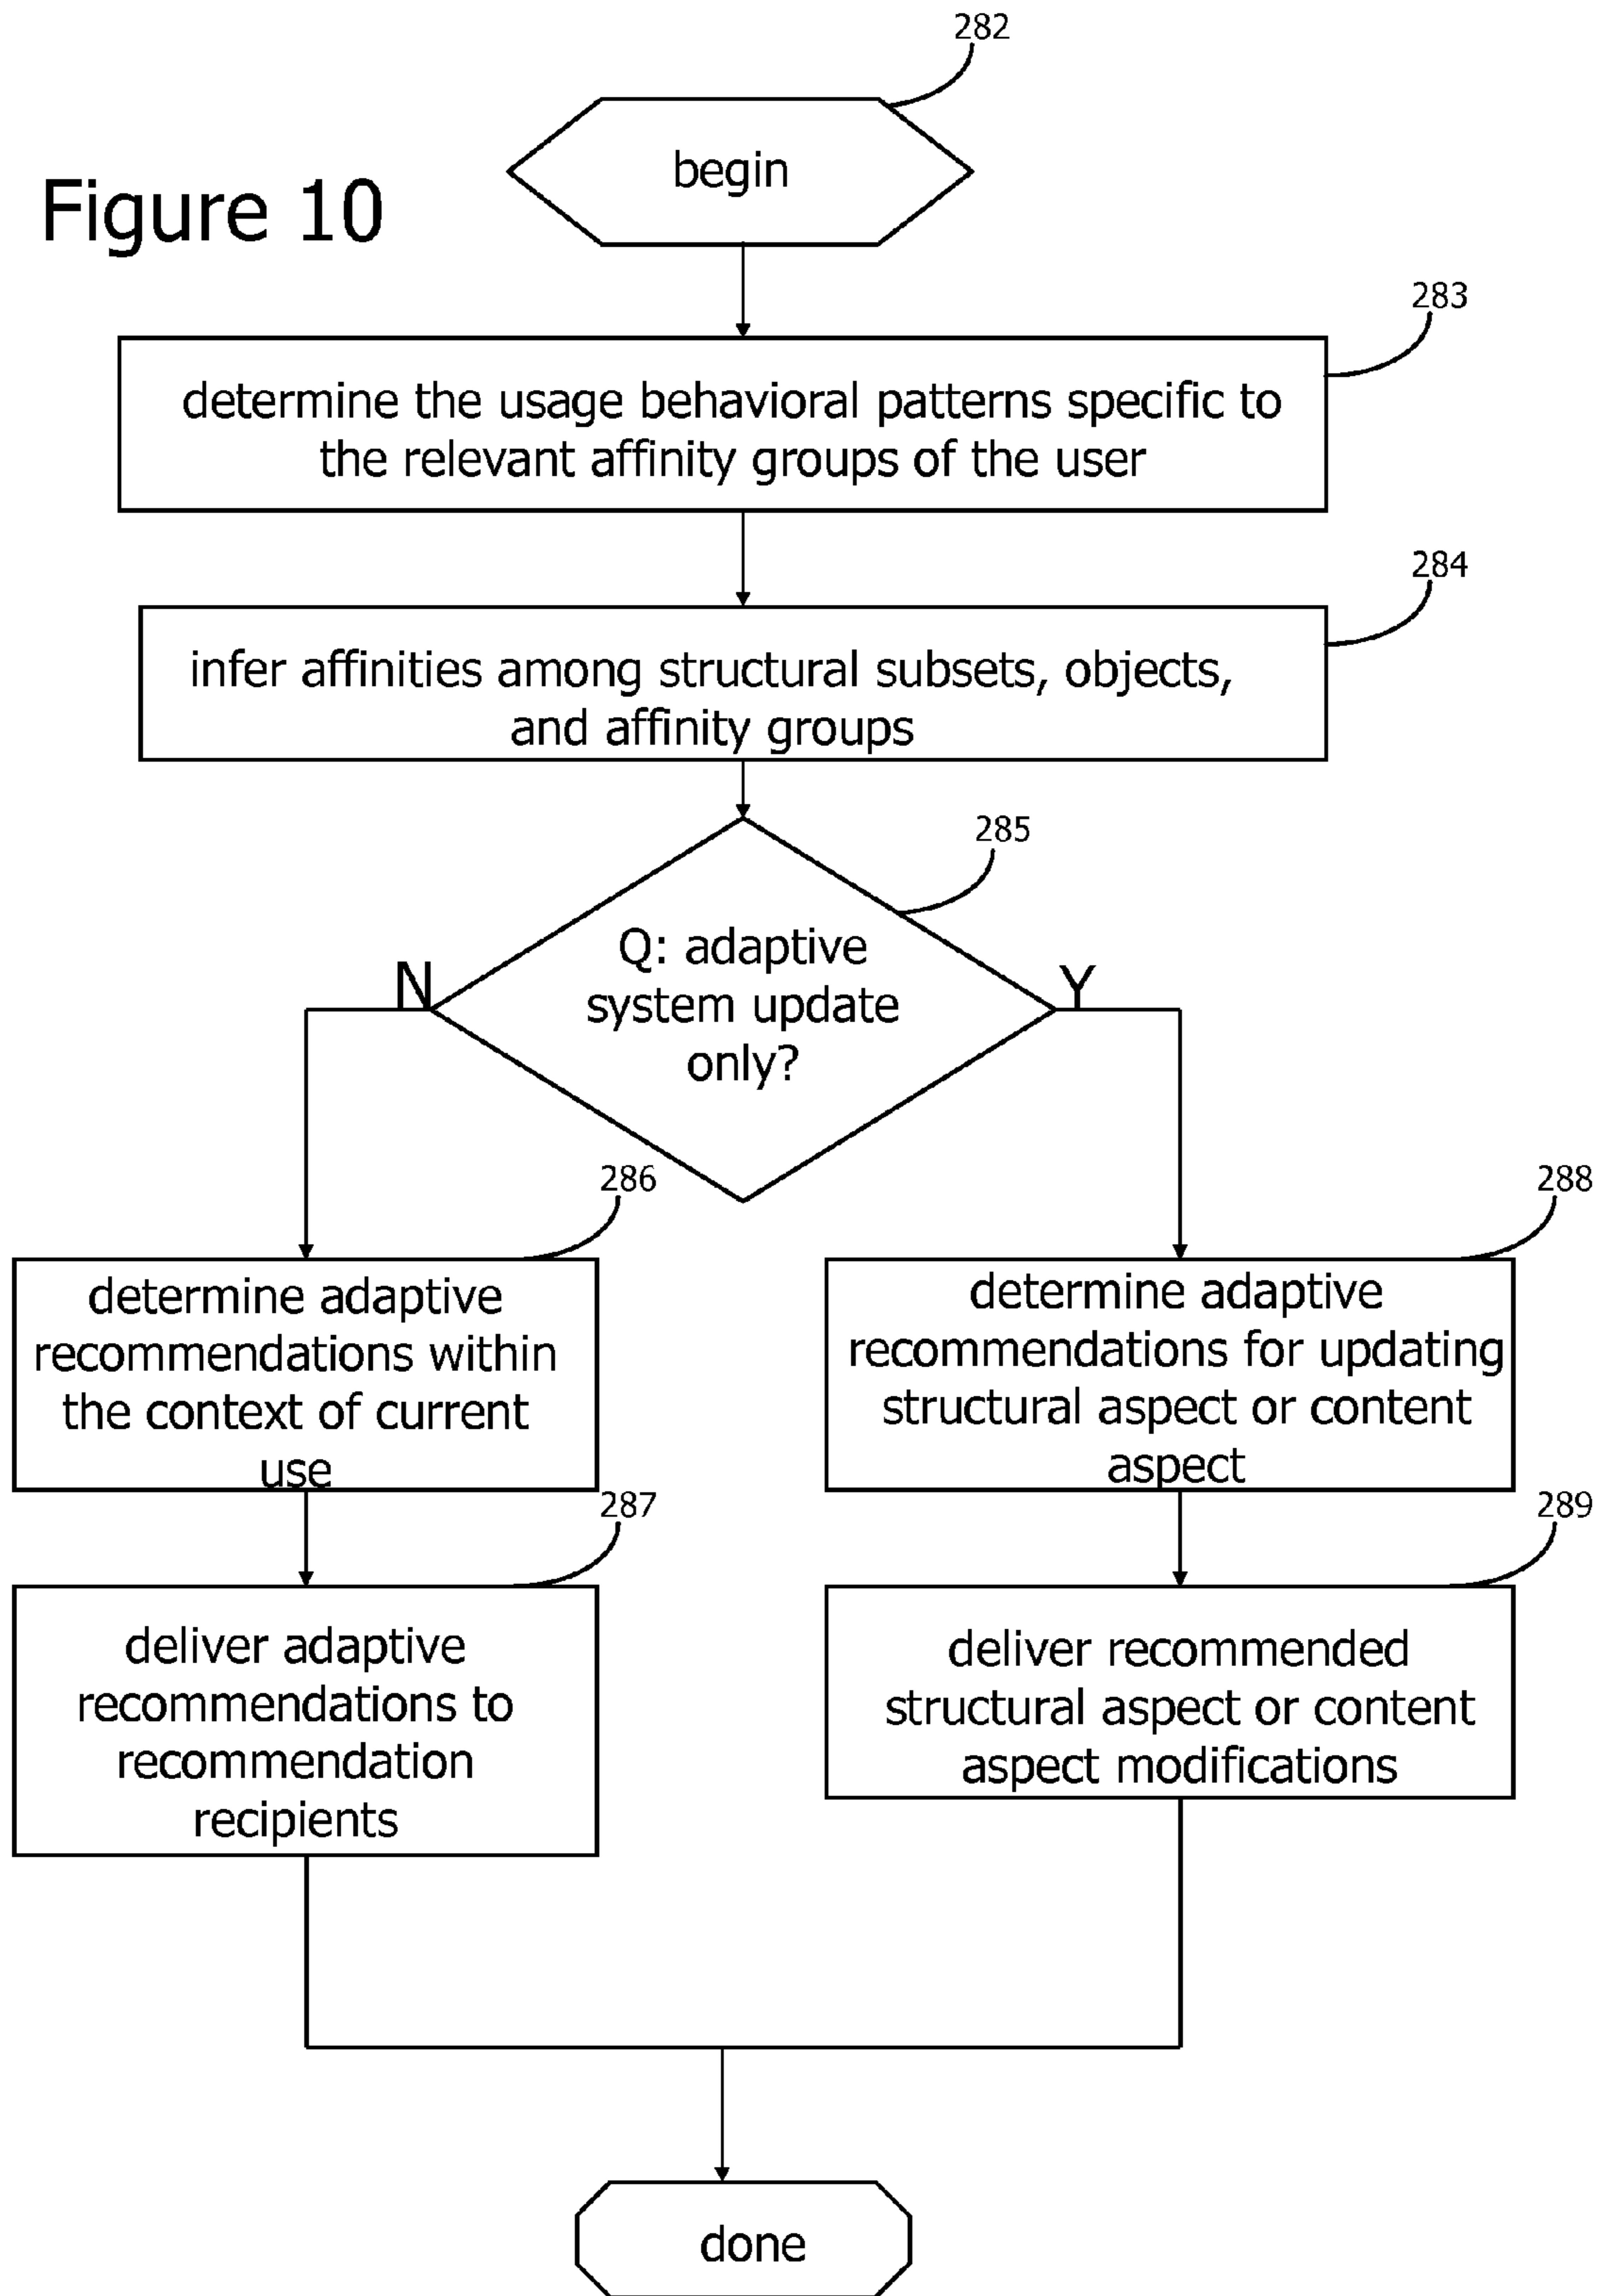 282
begin
Figure 10
283
determine the usage behavioral patterns specific to
the relevant affinity groups of the user
284
infer affinities among structural subsets, objects,
and affinity groups
285
Q: adaptive
system update
only?
N
Y
286
determine adaptive
recommendations within
the context of current
use
288
determine adaptive
recommendations for updating
structural aspect or content
aspect
287
deliver adaptive
recommendations to
recommendation
recipients
289
deliver recommended
structural aspect or content
aspect modifications
done